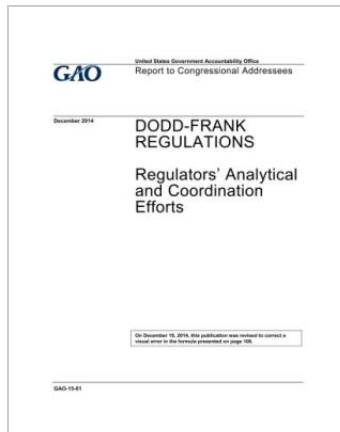 United States Government Accountability Office
GAO
Report to Congressional Addressees
December 2014
DODD-FRANK
REGULATIONS
Regulators' Analytical
and Coordination
Efforts
On December 18, 2014, this publication was revised to correct a
visual error in the formula presented on page 109.
GAO-15-81